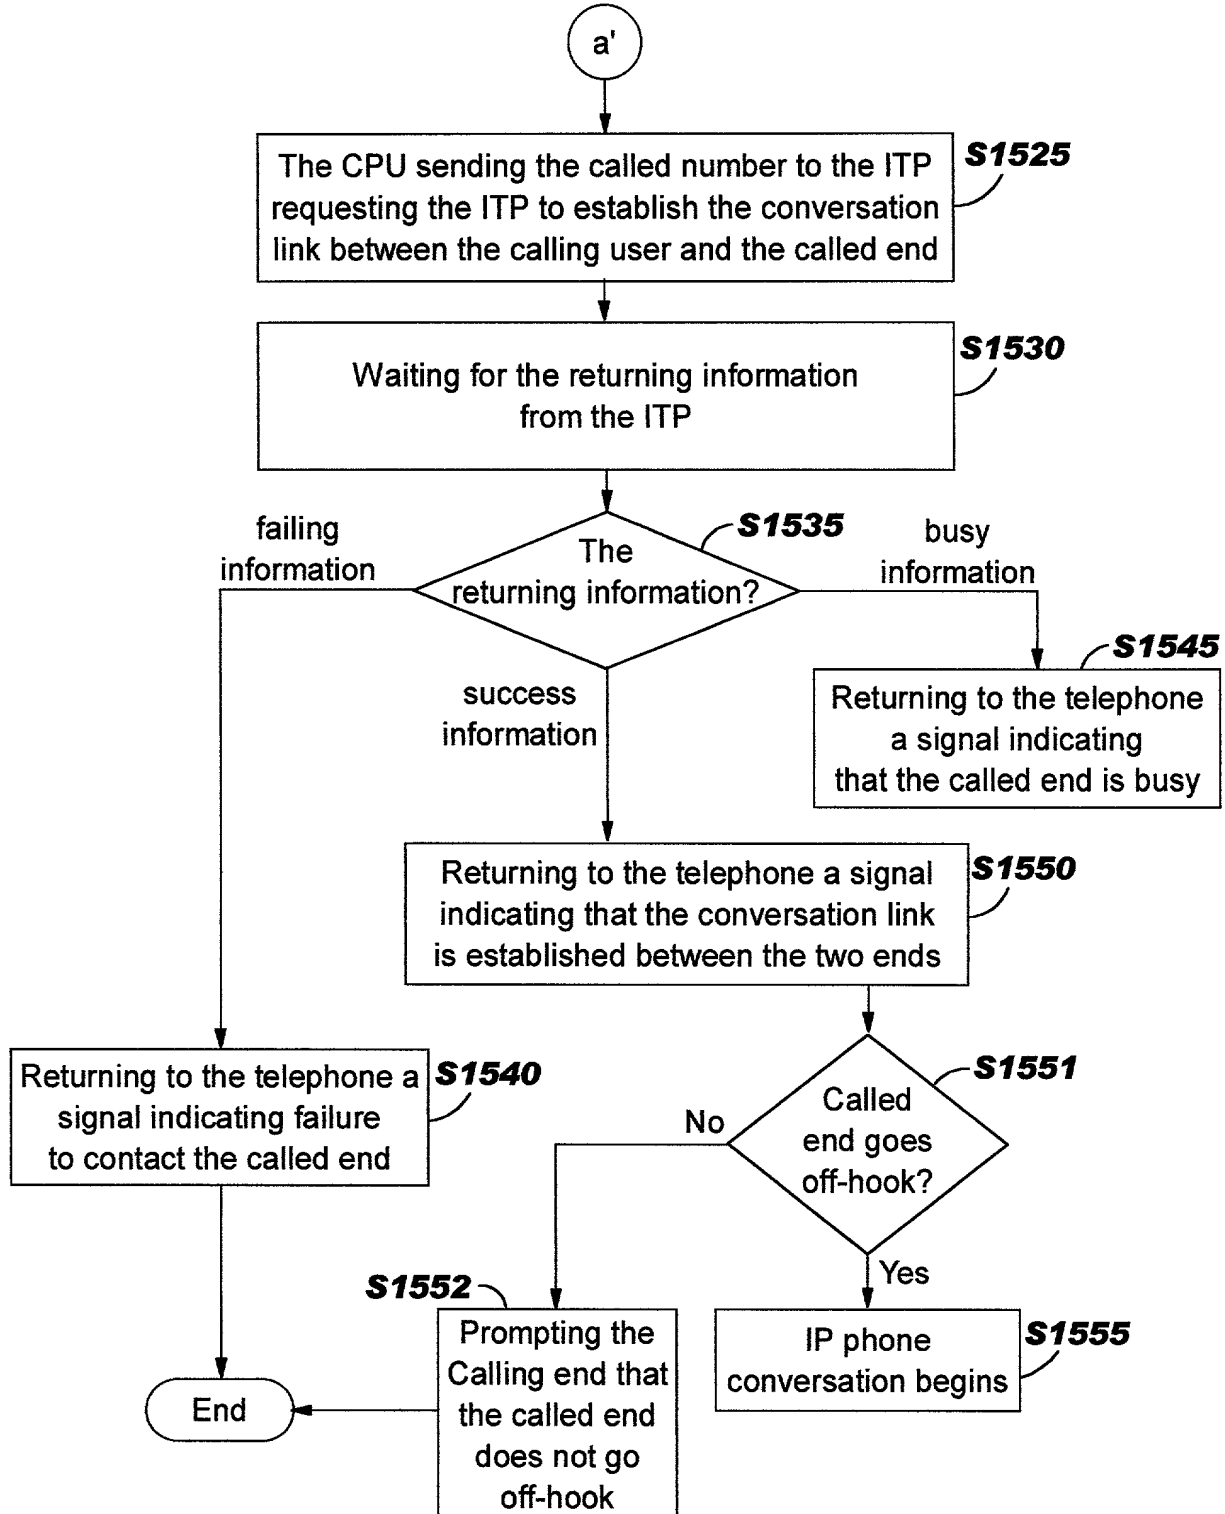 a'
The CPU sending the called number to the ITP
requesting the ITP to establish the conversation
link between the calling user and the called end
S1525
Waiting for the returning information
from the ITP
S1530
The
returning information?
S1535
failing
information
busy
information
success
information
S1545
Returning to the telephone
a signal indicating
that the called end is busy
Returning to the telephone a signal
indicating that the conversation link
is established between the two ends
S1550
Returning to the telephone a
signal indicating failure
to contact the called end
S1540
Called
end goes
off-hook?
S1551
No
Yes
S1552
Prompting the
Calling end that
the called end
does not go
off-hook
IP phone
conversation begins
S1555
End